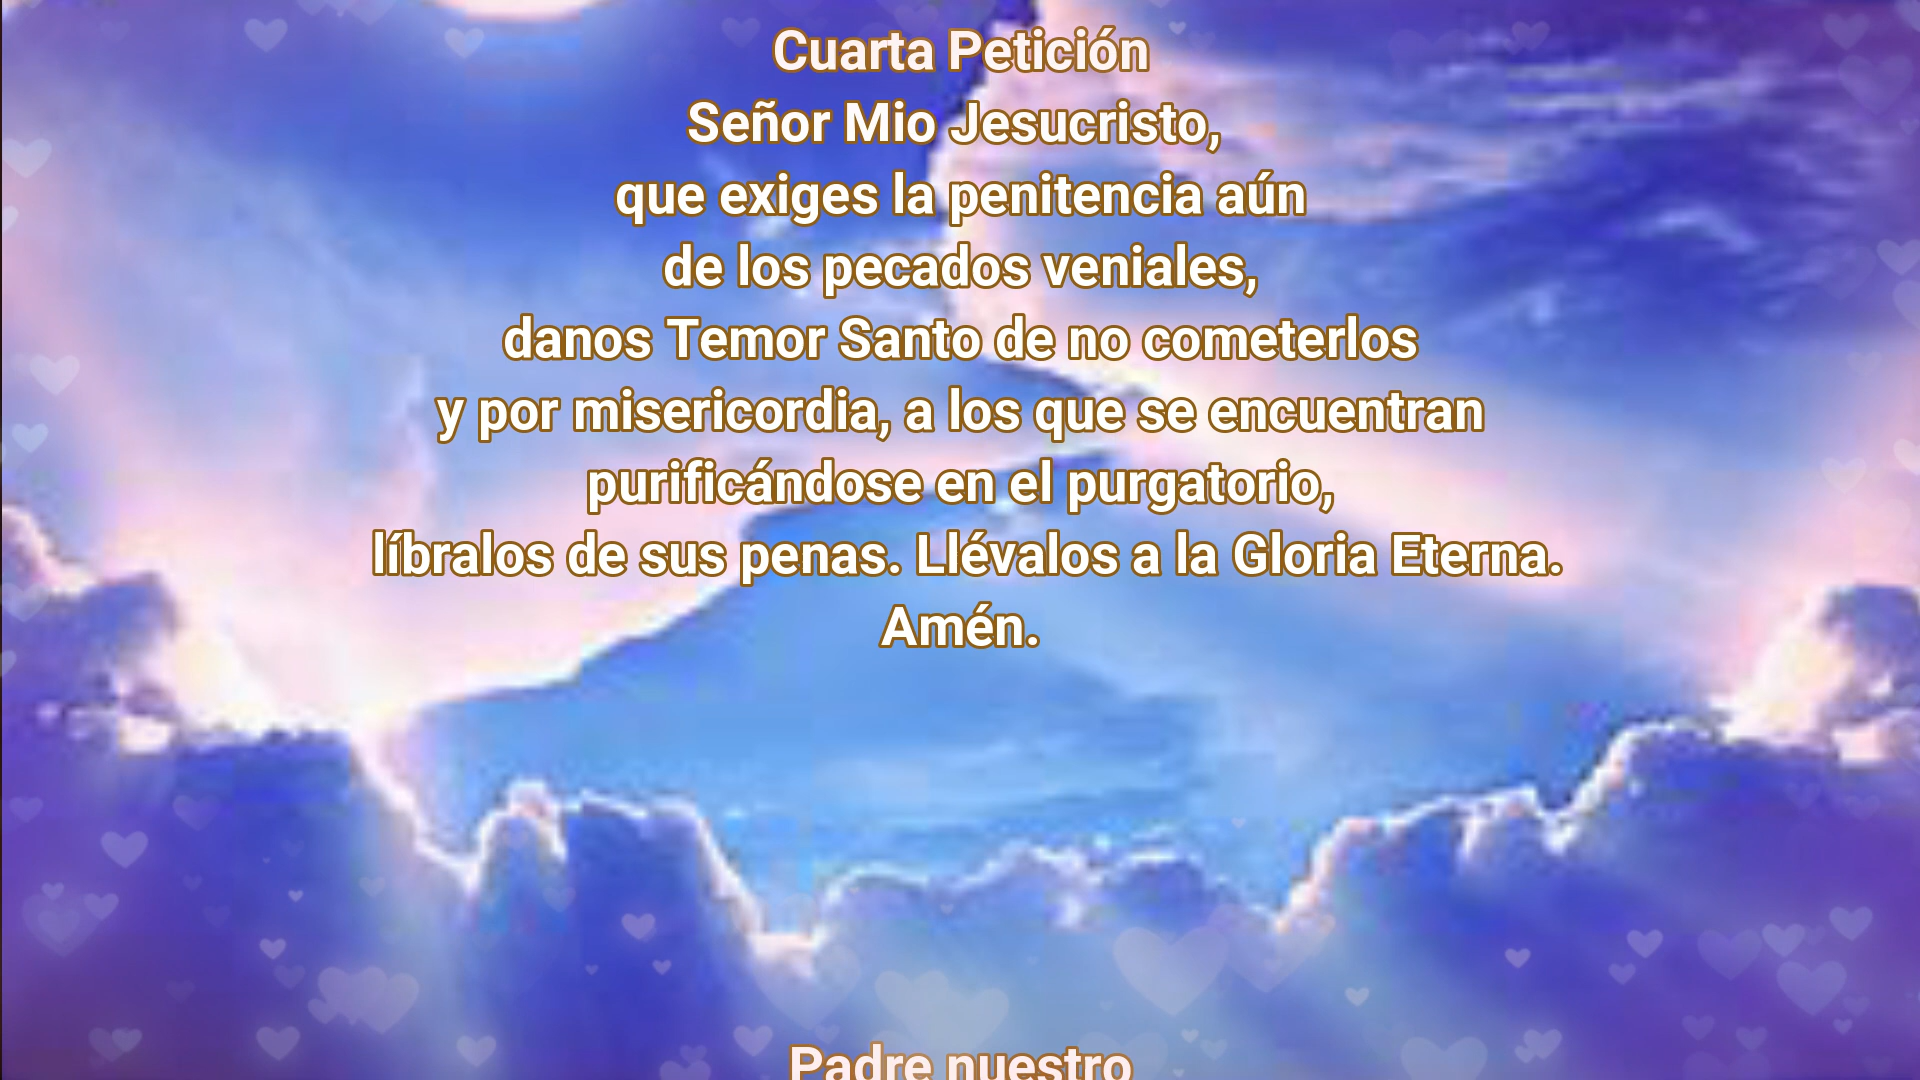 Cuarta Petición
Señor Mio Jesucristo,
que exiges la penitencia aún
de los pecados veniales,
danos Temor Santo de no cometerlos
y por misericordia, a los que se encuentran
purificándose en el purgatorio,
líbralos de sus penas. Llévalos a la Gloria Eterna.
Amén.
Padre nuestro